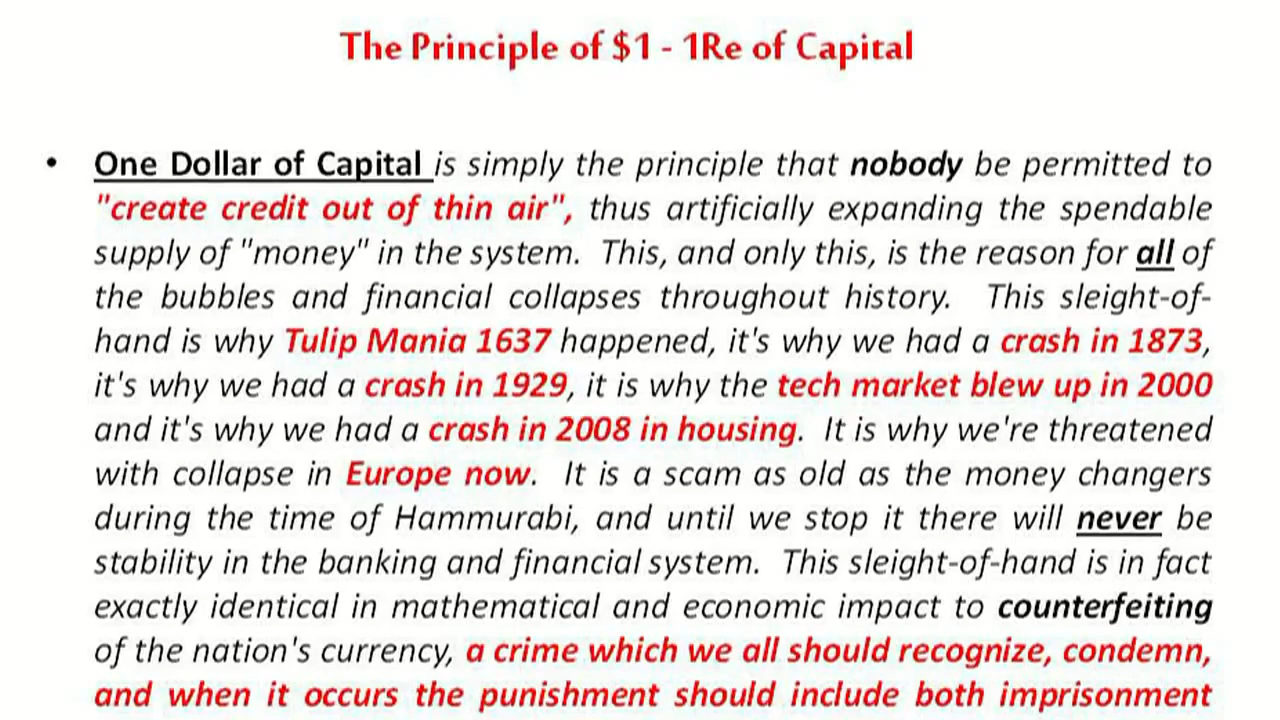 The Principle of $1 - 1Re of Capital
• One Dollar of Capital is simply the principle that nobody be permitted to
"create credit out of thin air", thus artificially expanding the spendable
supply of "money" in the system. This, and only this, is the reason for all of
the bubbles and financial collapses throughout history. This sleight-of-
hand is why Tulip Mania 1637 happened, it's why we had a crash in 1873,
it's why we had a crash in 1929, it is why the tech market blew up in 2000
and it's why we had a crash in 2008 in housing. It is why we're threatened
with collapse in Europe now. It is a scam as old as the money changers
during the time of Hammurabi, and until we stop it there will never be
stability in the banking and financial system. This sleight-of-hand is in fact
exactly identical in mathematical and economic impact to counterfeiting
of the nation's currency, a crime which we all should recognize, condemn,
and when it occurs the punishment should include both imprisonment